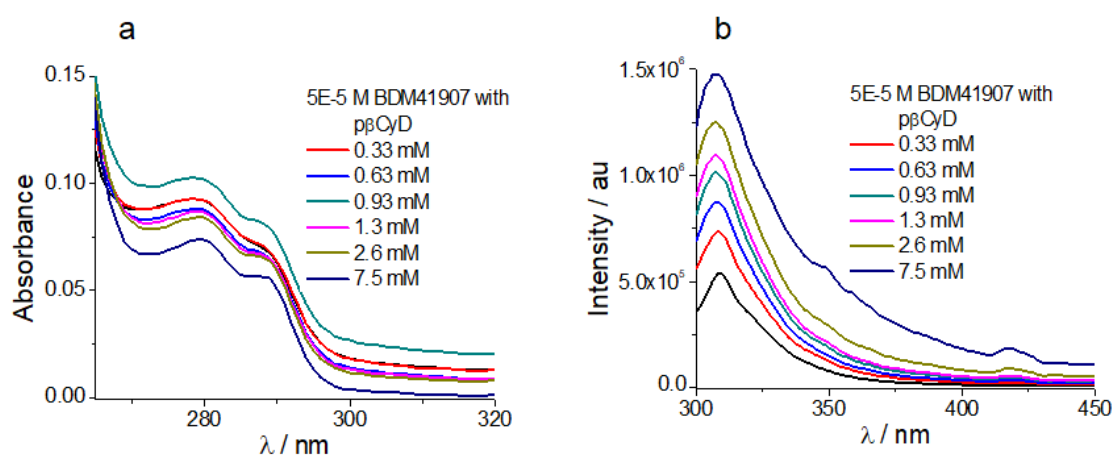 a
0.15
0.10
0.05
0.00
Absorbance
280
300
320
λ / nm
5E-5 M BDM41907 with
pβCyD
0.33 mM
0.63 mM
0.93 mM
1.3 mM
2.6 mM
7.5 mM
b
1.5x10⁶
10⁶
5.0x10⁵
0.0
Intensity / au
300
350
400
450
λ / nm
5E-5 M BDM41907 with
pβCyD
0.33 mM
0.63 mM
0.93 mM
1.3 mM
2.6 mM
7.5 mM